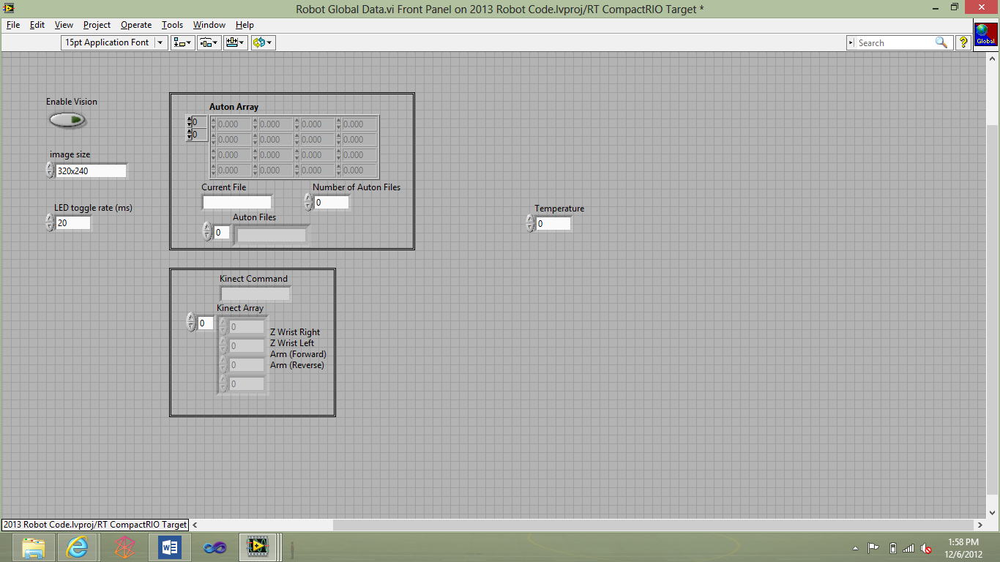 Robot Global Data.vi Front Panel on 2013 Robot Code.lvproj/RT CompactRIO Target *
File Edit View Project Operate Tools Window Help
15pt Application Font
Search
?
Global
Enable Vision
image size
320x240
LED toggle rate (ms)
20
Auton Array
0
0
0.000 0.000 0.000 0.000
0.000 0.000 0.000 0.000
0.000 0.000 0.000 0.000
0.000 0.000 0.000 0.000
Current File
Number of Auton Files
0
Auton Files
0
Temperature
0
Kinect Command
Kinect Array
0
0
0
0
0
Z Wrist Right
Z Wrist Left
Arm (Forward)
Arm (Reverse)
2013 Robot Code.lvproj/RT CompactRIO Target
1:58 PM
12/6/2012